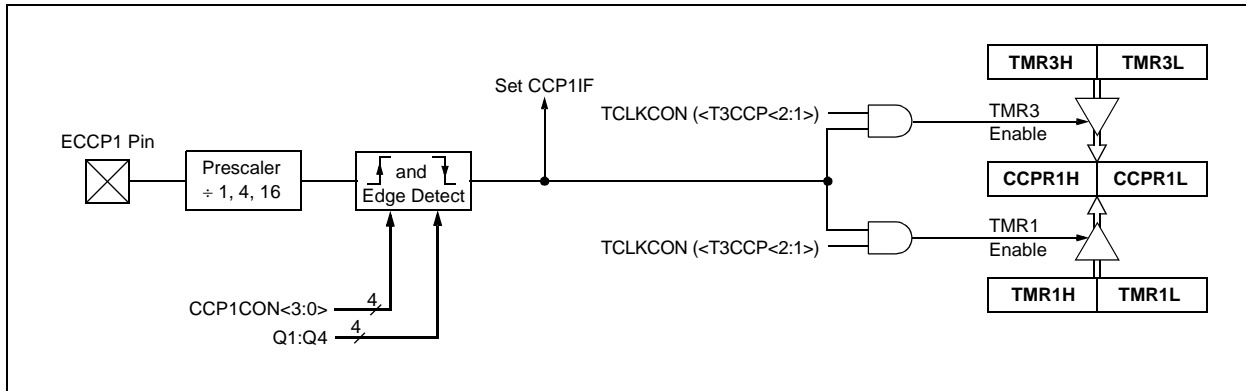 TMR3H TMR3L
Set CCP1IF
TCLKCON (<T3CCP<2:1>)
TMR3
Enable
ECCP1 Pin
Prescaler
÷ 1, 4, 16
and
Edge Detect
CCPR1H CCPR1L
TCLKCON (<T3CCP<2:1>)
TMR1
Enable
TMR1H TMR1L
CCP1CON<3:0>
4
Q1:Q4
4